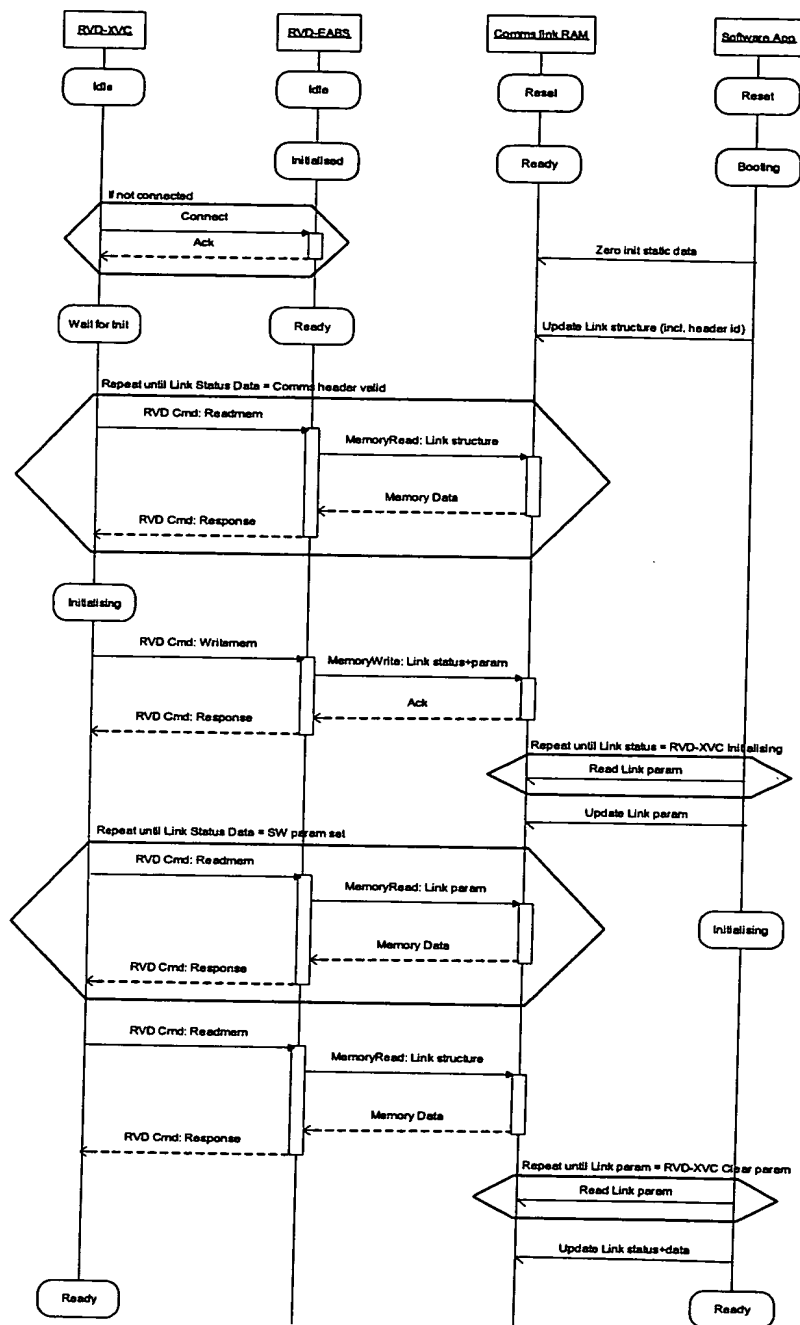 RVD-XVC
RVD-EABS
Comms link RAM
Software App
Idle
Idle
Reset
Reset
Initialised
Ready
Booting
If not connected
Connect
Ack
Zero init static data
Wait for Init
Ready
Update Link structure (incl. header id)
Repeat until Link Status Data = Comms header valid
RVD Cmd: Readmem
MemoryRead: Link structure
Memory Data
RVD Cmd: Response
Initialising
RVD Cmd: Writemem
MemoryWrite: Link status+param
Ack
RVD Cmd: Response
Repeat until Link status = RVD-XVC Initialising
Read Link param
Update Link param
Repeat until Link Status Data = SW param set
RVD Cmd: Readmem
MemoryRead: Link param
Initialising
Memory Data
RVD Cmd: Response
RVD Cmd: Readmem
MemoryRead: Link structure
Memory Data
RVD Cmd: Response
Repeat until Link param = RVD-XVC Clear param
Read Link param
Update Link status+data
Ready
Ready